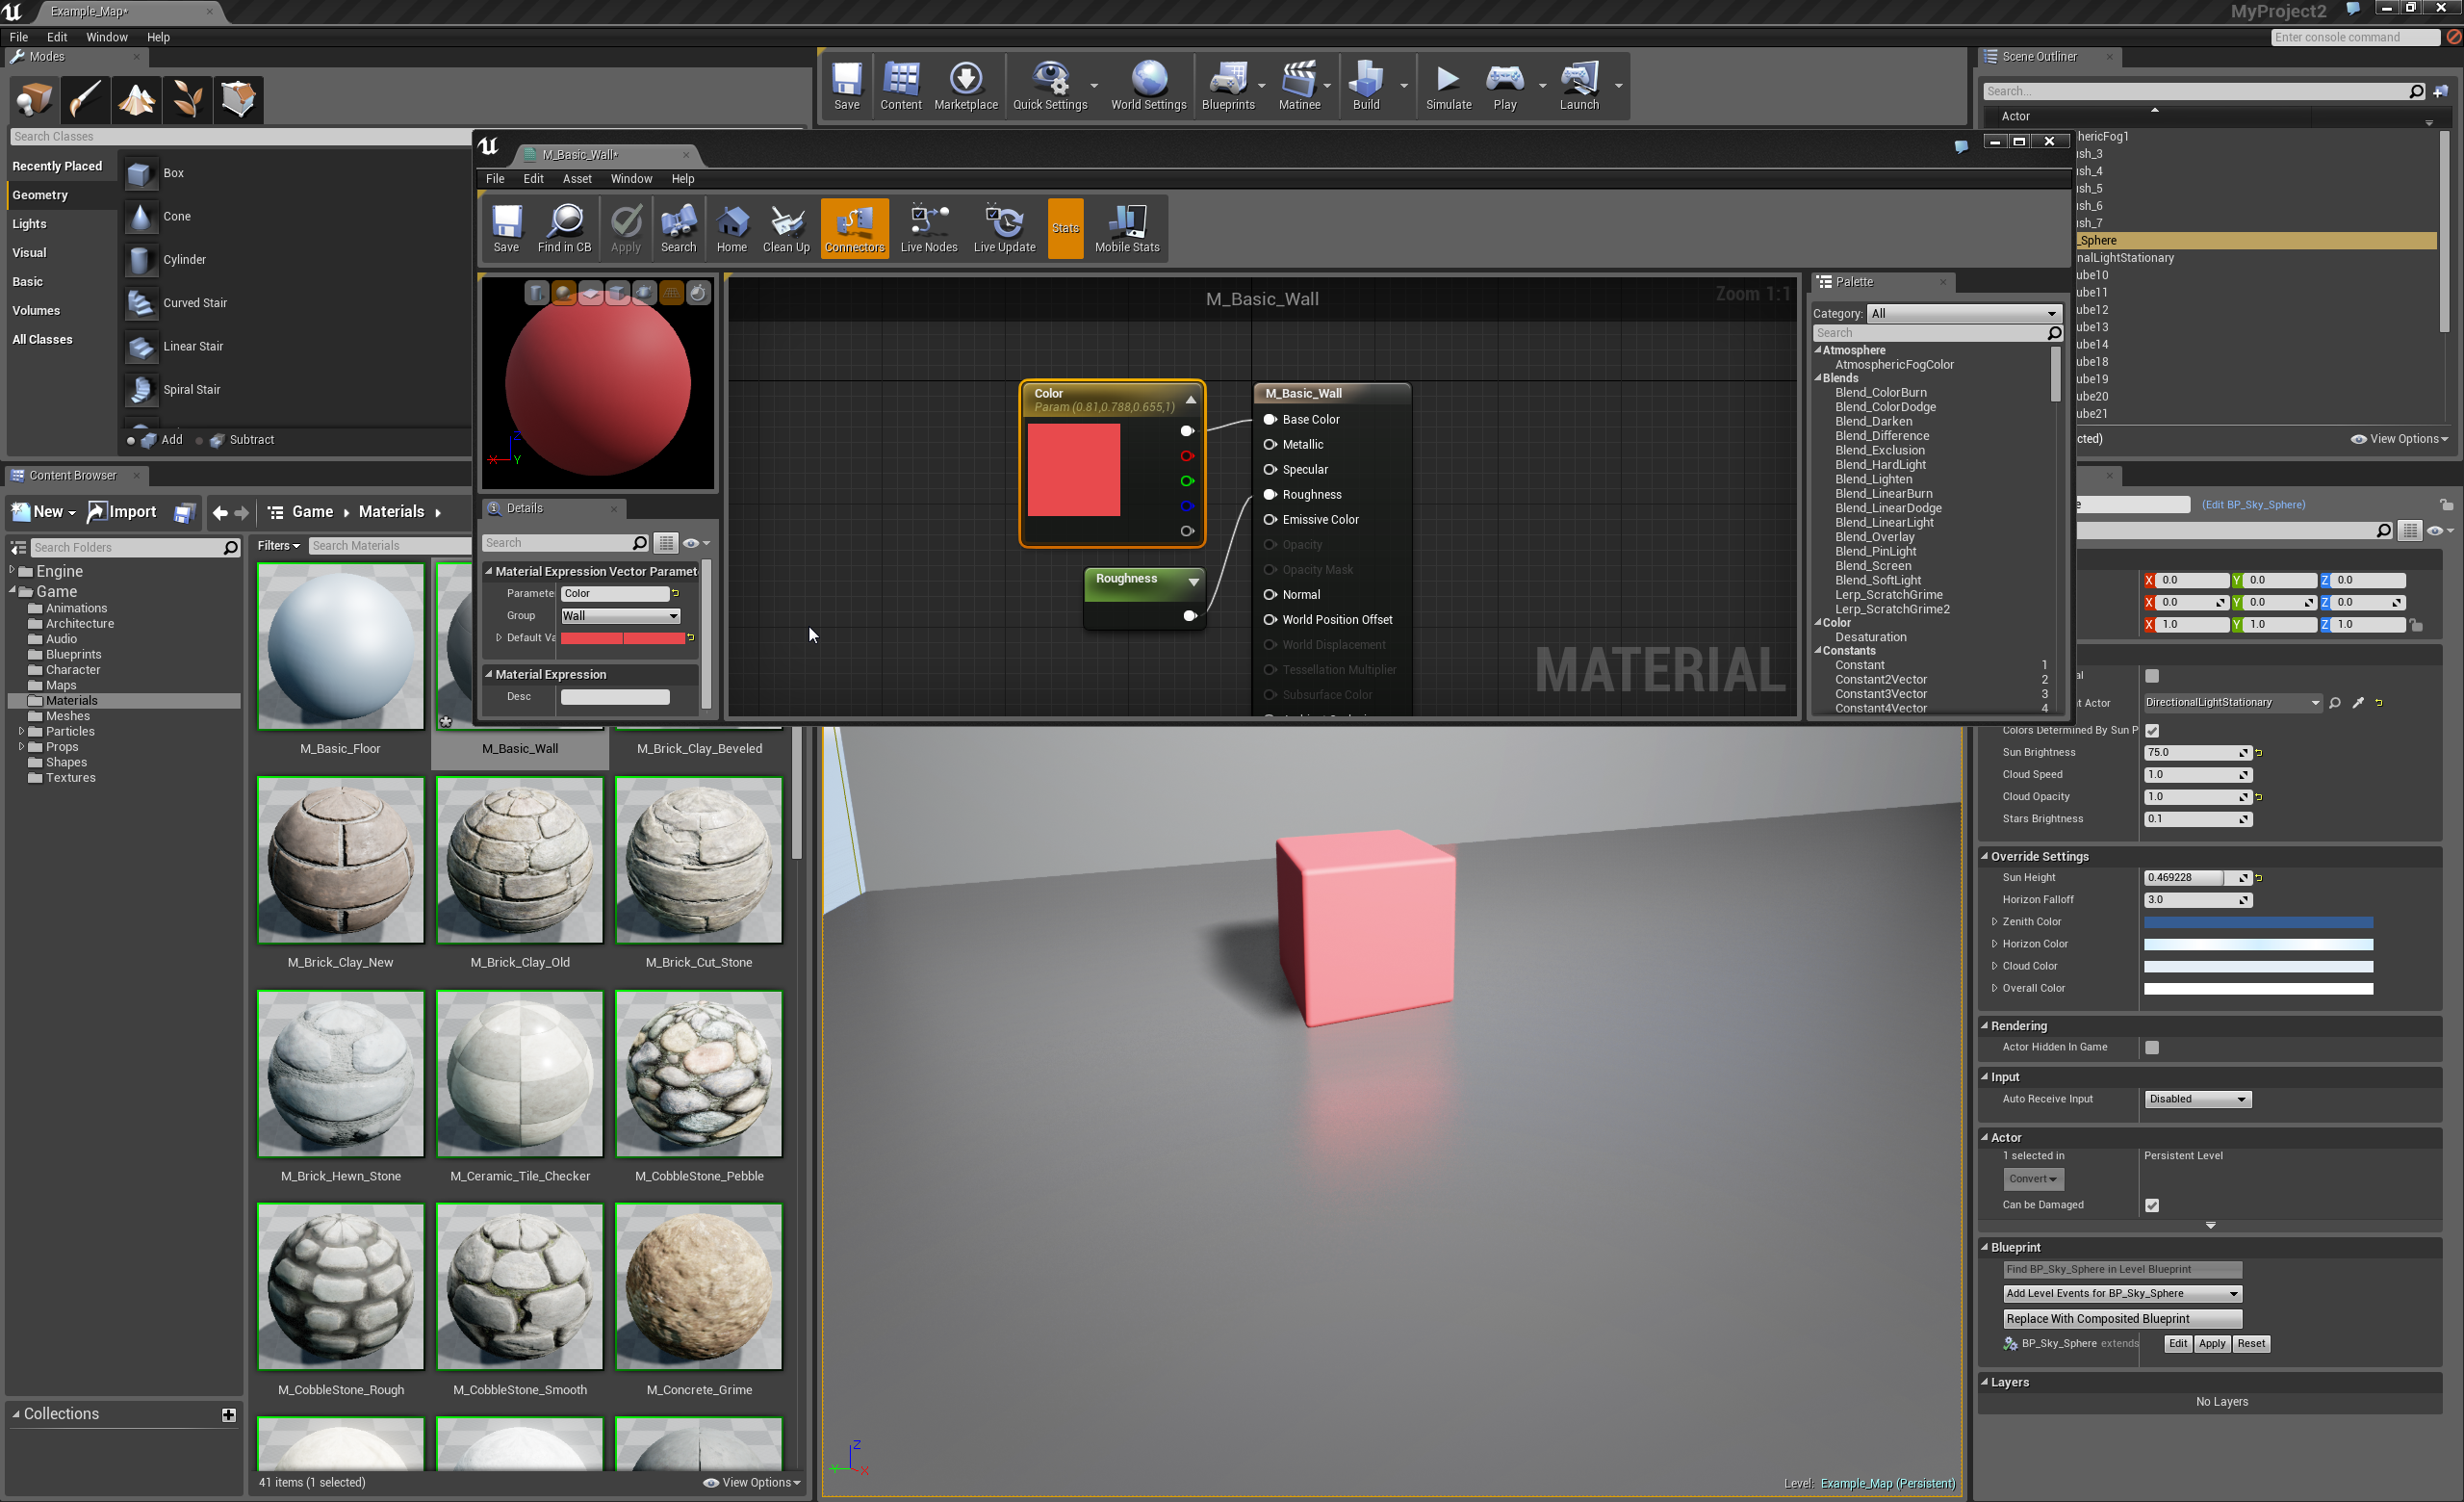 Example_Map*
MyProject2
File Edit Window Help
Enter console command
Modes
Search Classes
Recently Placed
Geometry
Lights
Visual
Basic
Volumes
All Classes
Box
Cone
Cylinder
Curved Stair
Linear Stair
Spiral Stair
Add Subtract
Save Content Marketplace Quick Settings World Settings Blueprints Matinee Build Simulate Play Launch
Scene Outliner
Search...
Actor
hericFog1
ush_3
ush_4
ush_5
ush_6
ush_7
_Sphere
nalLightStationary
ube10
ube11
ube12
ube13
ube14
ube18
ube19
ube20
ube21
cted)
View Options
M_Basic_Wall*
File Edit Asset Window Help
Save Find in CB Apply Search Home Clean Up Connectors Live Nodes Live Update Stats Mobile Stats
X Y Z
Details
Search
Material Expression Vector Paramet
Paramete Color
Group Wall
Default Va
Material Expression
Desc
M_Basic_Wall
Zoom 1:1
Color
Param (0.81,0.788,0.655,1)
Roughness
M_Basic_Wall
Base Color
Metallic
Specular
Roughness
Emissive Color
Opacity
Opacity Mask
Normal
World Position Offset
World Displacement
Tessellation Multiplier
Subsurface Color
MATERIAL
Palette
Category: All
Search
Atmosphere
AtmosphericFogColor
Blends
Blend_ColorBurn
Blend_ColorDodge
Blend_Darken
Blend_Difference
Blend_Exclusion
Blend_HardLight
Blend_Lighten
Blend_LinearBurn
Blend_LinearDodge
Blend_LinearLight
Blend_Overlay
Blend_PinLight
Blend_Screen
Blend_SoftLight
Lerp_ScratchGrime
Lerp_ScratchGrime2
Color
Desaturation
Constants
Constant 1
Constant2Vector 2
Constant3Vector 3
Constant4Vector 4
Content Browser
New Import Game Materials
Search Folders
Engine
Game
Animations
Architecture
Audio
Blueprints
Character
Maps
Materials
Meshes
Particles
Props
Shapes
Textures
Collections
Filters Search Materials
M_Basic_Floor M_Basic_Wall M_Brick_Clay_Beveled
M_Brick_Clay_New M_Brick_Clay_Old M_Brick_Cut_Stone
M_Brick_Hewn_Stone M_Ceramic_Tile_Checker M_CobbleStone_Pebble
M_CobbleStone_Rough M_CobbleStone_Smooth M_Concrete_Grime
41 items (1 selected)
View Options
Z Y X
Level: Example_Map (Persistent)
e (Edit BP_Sky_Sphere)
X 0.0 Y 0.0 Z 0.0
X 0.0 Y 0.0 Z 0.0
X 1.0 Y 1.0 Z 1.0
al
t Actor DirectionalLightStationary
Colors Determined By Sun P
Sun Brightness 75.0
Cloud Speed 1.0
Cloud Opacity 1.0
Stars Brightness 0.1
Override Settings
Sun Height 0.469228
Horizon Falloff 3.0
Zenith Color
Horizon Color
Cloud Color
Overall Color
Rendering
Actor Hidden In Game
Input
Auto Receive Input Disabled
Actor
1 selected in Persistent Level
Convert
Can be Damaged
Blueprint
Find BP_Sky_Sphere in Level Blueprint
Add Level Events for BP_Sky_Sphere
Replace With Composited Blueprint
BP_Sky_Sphere extends Edit Apply Reset
Layers
No Layers